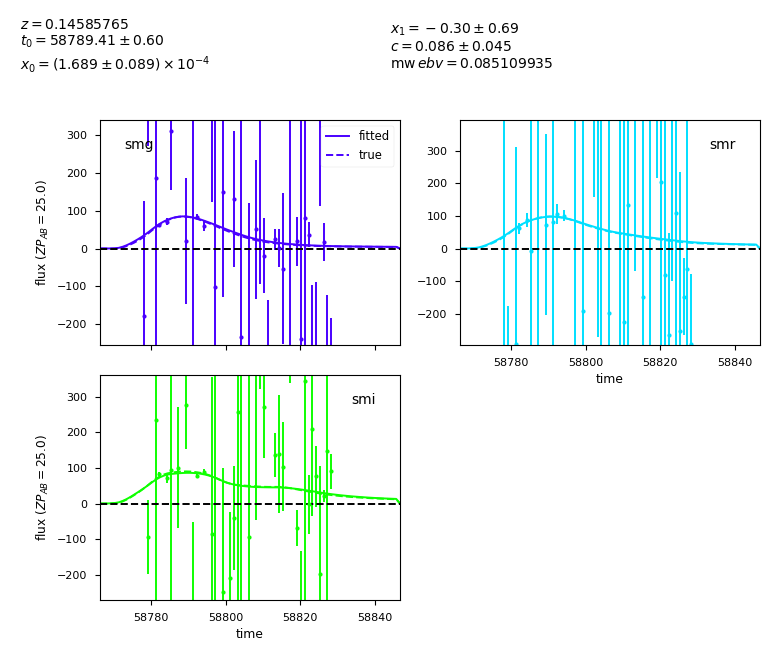 z = 0.14585765
t₀ = 58789.41 ± 0.60
x₀ = (1.689 ± 0.089) × 10⁻⁴
x₁ = −0.30 ± 0.69
c = 0.086 ± 0.045
mw ebv = 0.085109935
smg
fitted
true
flux (ZP_AB = 25.0)
300
200
100
0
−100
−200
smr
300
200
100
0
−100
−200
58780 58800 58820 58840
time
smi
flux (ZP_AB = 25.0)
300
200
100
0
−100
−200
58780 58800 58820 58840
time